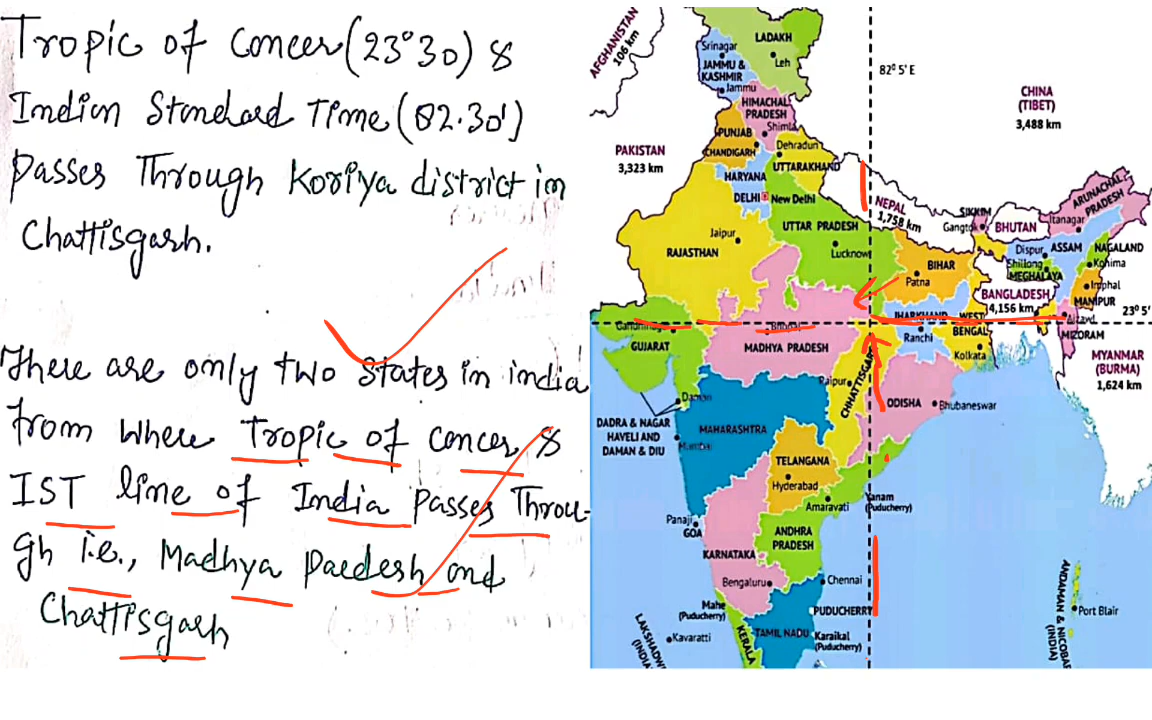 Tropic of Concer (23°30) &
Indian Standard Time (82.30')
Passes Through Koriya district in
Chattisgarh.
There are only two States in india
from where Tropic of concer &
IST line of India Passes Throu-
gh i.e., Madhya Paedesh and
Chattisgarh
AFGHANISTAN
106 km
LADAKH
Leh
Srinagar
JAMMU &
KASHMIR
Jammu
82° 5' E
CHINA
(TIBET)
3,488 km
HIMACHAL
PRADESH
Shimla
PUNJAB
CHANDIGARH
Dehradun
UTTARAKHAND
PAKISTAN
3,323 km
HARYANA
DELHI
New Delhi
NEPAL
1,758 km
SIKKIM
Gangtok
BHUTAN
ARUNACHAL
PRADESH
Itanagar
UTTAR PRADESH
Lucknow
Jaipur
RAJASTHAN
BIHAR
Patna
Dispur
ASSAM
NAGALAND
Kohima
Shillong
MEGHALAYA
Imphal
MANIPUR
BANGLADESH
4,156 km
23° 5'
Aizawl
MIZORAM
Gandhinagar
GUJARAT
Bhopal
MADHYA PRADESH
JHARKHAND
Ranchi
WEST
BENGAL
Kolkata
MYANMAR
(BURMA)
1,624 km
Raipur
CHHATTISGARH
ODISHA
Bhubaneswar
Daman
DADRA & NAGAR
HAVELI AND
DAMAN & DIU
Mumbai
MAHARASHTRA
TELANGANA
Hyderabad
Amaravati
Yanam
(Puducherry)
Panaji
GOA
KARNATAKA
ANDHRA
PRADESH
Bengaluru
Chennai
Mahe
(Puducherry)
PUDUCHERRY
KERALA
TAMIL NADU
Karaikal
(Puducherry)
LAKSHADW
(INDIA
Kavaratti
ANDAMAN & NICOBAR
(INDIA)
Port Blair